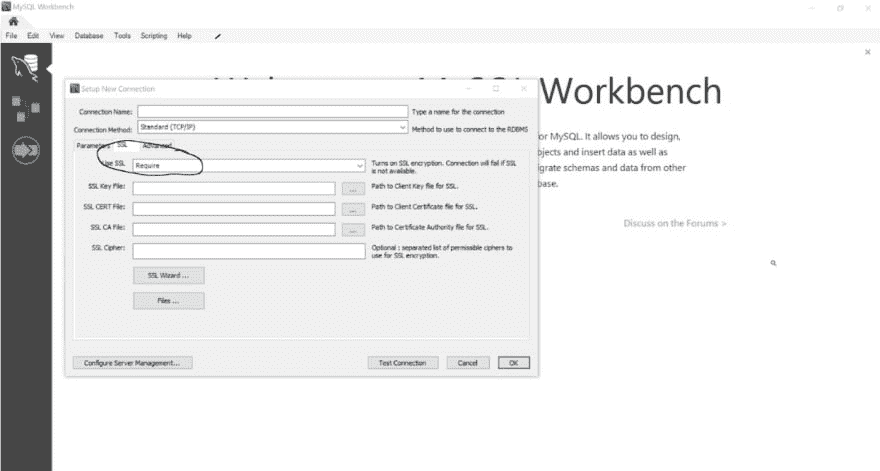 MySQL Workbench
File Edit View Database Tools Scripting Help
Workbench
Setup New Connection
Connection Name: Type a name for the connection
Connection Method: Standard (TCP/IP) Method to use to connect to the RDBMS
Parameters SSL Advanced
Use SSL Require Turns on SSL encryption. Connection will fail if SSL
is not available.
SSL Key File: ... Path to Client Key file for SSL.
SSL CERT File: ... Path to Client Certificate file for SSL.
SSL CA File: ... Path to Certificate Authority file for SSL.
SSL Cipher: Optional : separated list of permissible ciphers to
use for SSL encryption.
SSL Wizard ...
Files ...
Configure Server Management... Test Connection Cancel OK
or MySQL. It allows you to design,
bjects and insert data as well as
igrate schemas and data from other
base.
Discuss on the Forums >